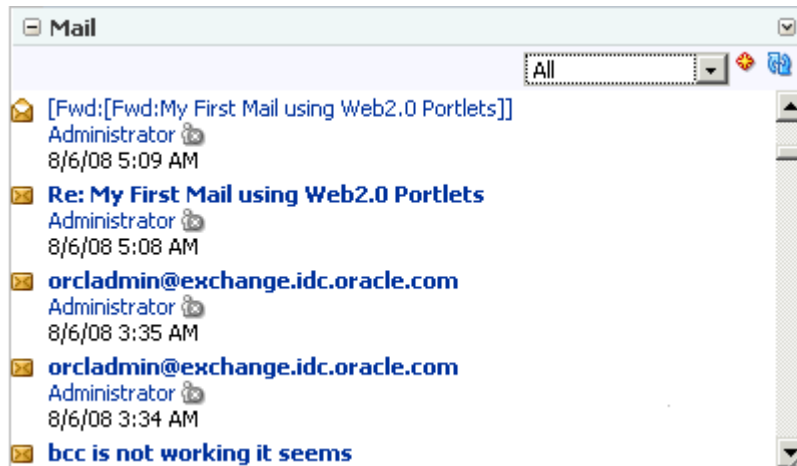 Mail
All
[Fwd:[Fwd:My First Mail using Web2.0 Portlets]]
Administrator
8/6/08 5:09 AM
Re: My First Mail using Web2.0 Portlets
Administrator
8/6/08 5:08 AM
orcladmin@exchange.idc.oracle.com
Administrator
8/6/08 3:35 AM
orcladmin@exchange.idc.oracle.com
Administrator
8/6/08 3:34 AM
bcc is not working it seems